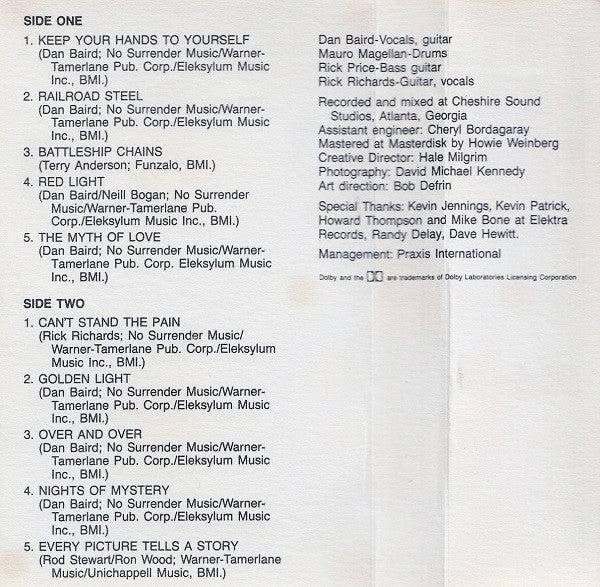 SIDE ONE
1. KEEP YOUR HANDS TO YOURSELF
(Dan Baird; No Surrender Music/Warner-
Tamerlane Pub. Corp./Eleksylum Music
Inc., BMI.)
2. RAILROAD STEEL
(Dan Baird; No Surrender Music/Warner-
Tamerlane Pub. Corp./Eleksylum Music
Inc., BMI.)
3. BATTLESHIP CHAINS
(Terry Anderson; Funzalo, BMI.)
4. RED LIGHT
(Dan Baird/Neill Bogan; No Surrender
Music/Warner-Tamerlane Pub.
Corp./Eleksylum Music Inc., BMI.)
5. THE MYTH OF LOVE
(Dan Baird; No Surrender Music/Warner-
Tamerlane Pub. Corp. Eleksylum Music
Inc., BMI.)
SIDE TWO
1. CAN'T STAND THE PAIN
(Rick Richards; No Surrender Music/
Warner-Tamerlane Pub. Corp./Eleksylum
Music Inc., BMI.)
2. GOLDEN LIGHT
(Dan Baird; No Surrender Music/Warner-
Tamerlane Pub. Corp./Eleksylum Music
Inc., BMI.)
3. OVER AND OVER
(Dan Baird; No Surrender Music/Warner-
Tamerlane Pub. Corp./Eleksylum Music
Inc., BMI.)
4. NIGHTS OF MYSTERY
(Dan Baird; No Surrender Music/Warner-
Tamerlane Pub. Corp./Eleksylum Music
Inc., BMI.)
5. EVERY PICTURE TELLS A STORY
(Rod Stewart/Ron Wood; Warner-Tamerlane
Music/Unichappell Music, BMI.)
Dan Baird-Vocals, guitar
Mauro Magellan-Drums
Rick Price-Bass guitar
Rick Richards-Guitar, vocals
Recorded and mixed at Cheshire Sound
Studios, Atlanta, Georgia
Assistant engineer: Cheryl Bordagaray
Mastered at Masterdisk by Howie Weinberg
Creative Director: Hale Milgrim
Photography: David Michael Kennedy
Art direction: Bob Defrin
Special Thanks: Kevin Jennings, Kevin Patrick,
Howard Thompson and Mike Bone at Elektra
Records, Randy Delay, Dave Hewitt.
Management: Praxis International
Dolby and the are trademarks of Dolby Laboratories Licensing Corporation